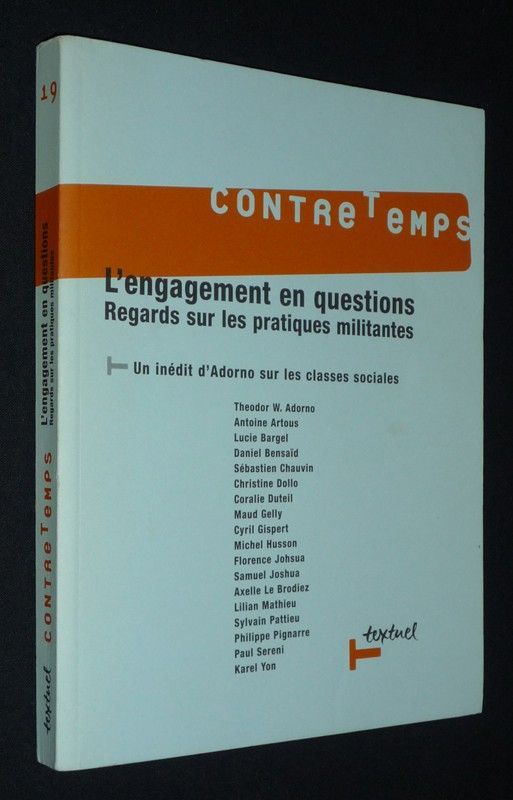 19
L'engagement en questions
Regards sur les pratiques militantes
CONTRETEMPS
textuel
CONTRETEMPS
L'engagement en questions
Regards sur les pratiques militantes
Un inédit d'Adorno sur les classes sociales
Theodor W. Adorno
Antoine Artous
Lucie Bargel
Daniel Bensaïd
Sébastien Chauvin
Christine Dollo
Coralie Duteil
Maud Gelly
Cyril Gispert
Michel Husson
Florence Johsua
Samuel Joshua
Axelle Le Brodiez
Lilian Mathieu
Sylvain Pattieu
Philippe Pignarre
Paul Sereni
Karel Yon
textuel